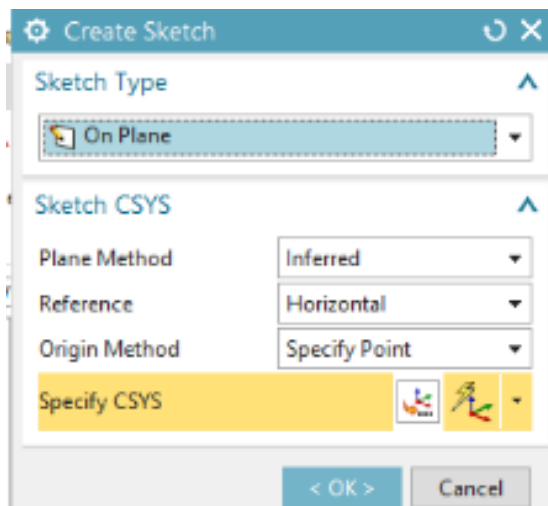 Create Sketch
Sketch Type
On Plane
Sketch CSYS
Plane Method Inferred
Reference Horizontal
Origin Method Specify Point
Specify CSYS
< OK > Cancel